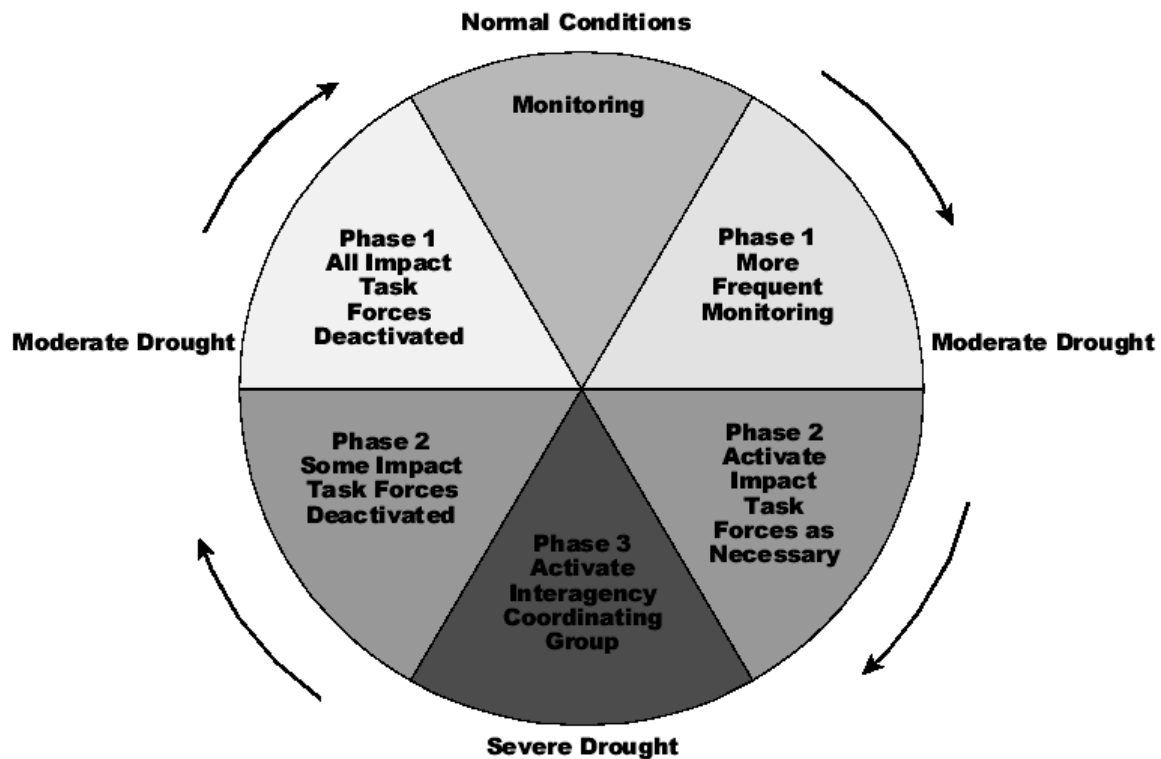 Normal Conditions
Monitoring
Phase 1
All Impact
Task
Forces
Deactivated
Phase 1
More
Frequent
Monitoring
Moderate Drought
Moderate Drought
Phase 2
Some Impact
Task Forces
Deactivated
Phase 2
Activate
Impact
Task
Forces as
Necessary
Phase 3
Activate
Interagency
Coordinating
Group
Severe Drought